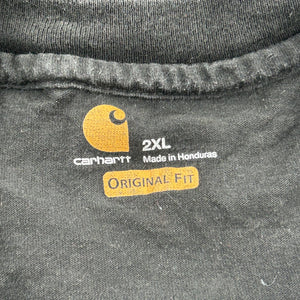 carhartt
2XL
Made in Honduras
ORIGINAL FIT